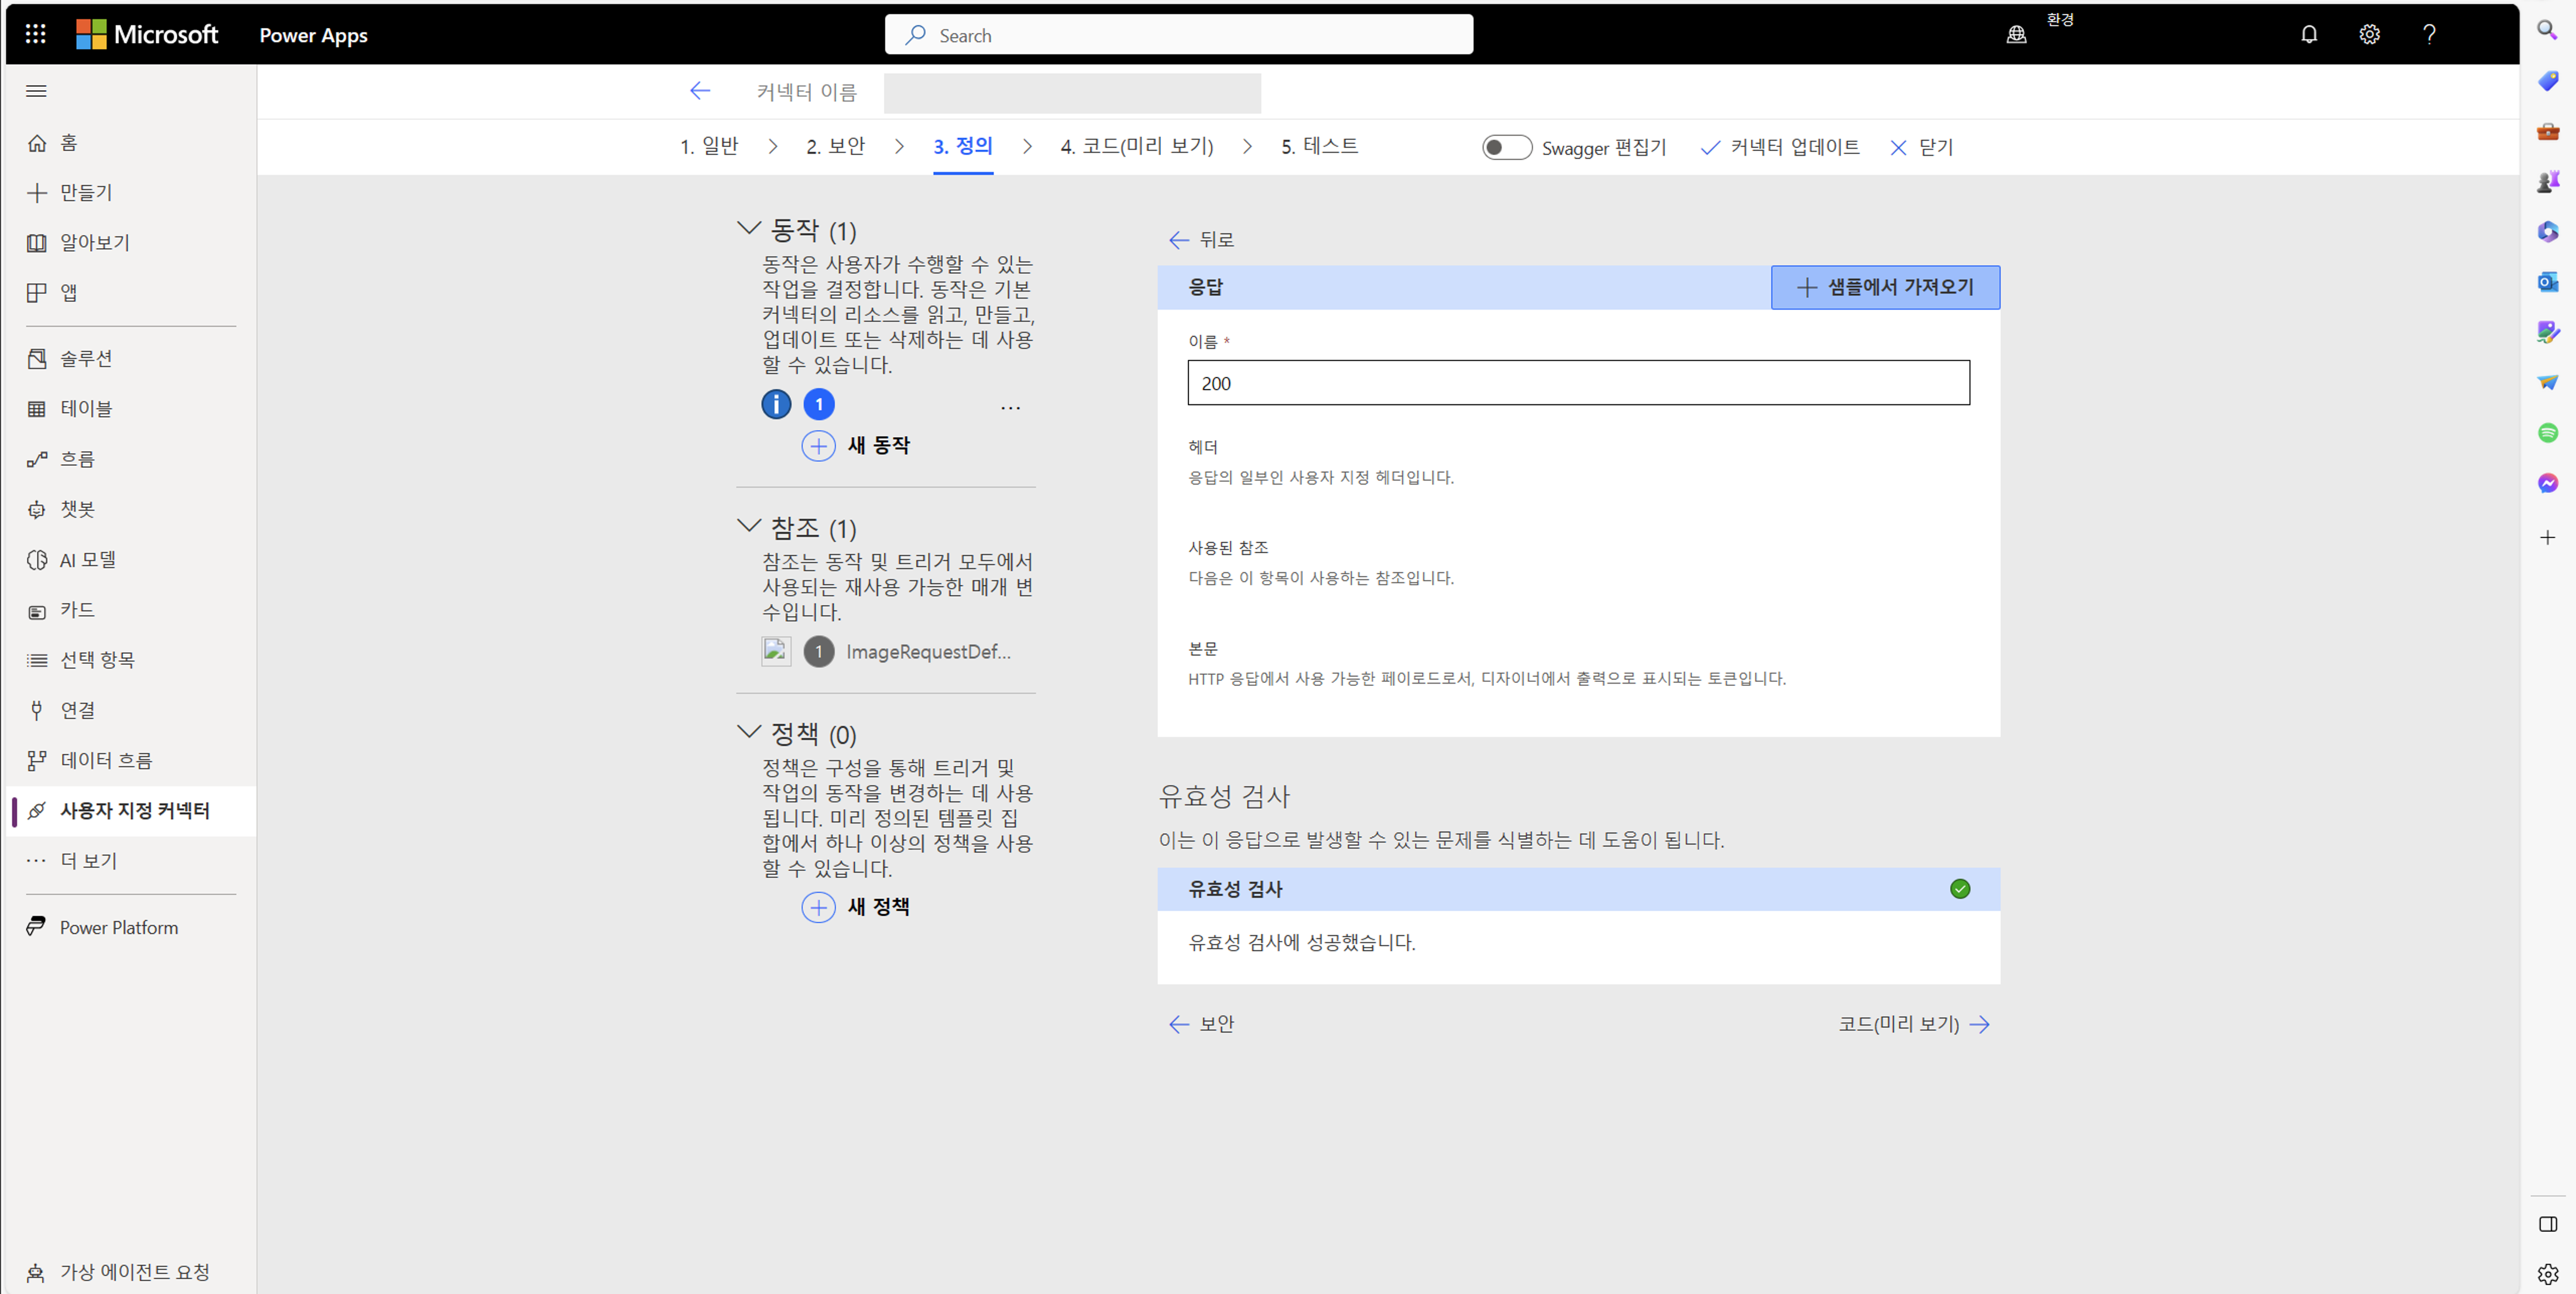 Microsoft
Power Apps
Search
환경
커넥터 이름
1. 일반
2. 보안
3. 정의
4. 코드(미리 보기)
5. 테스트
Swagger 편집기
커넥터 업데이트
닫기
홈
만들기
알아보기
앱
솔루션
테이블
흐름
챗봇
AI 모델
카드
선택 항목
연결
데이터 흐름
사용자 지정 커넥터
더 보기
Power Platform
가상 에이전트 요청
동작 (1)
동작은 사용자가 수행할 수 있는
작업을 결정합니다. 동작은 기본
커넥터의 리소스를 읽고, 만들고,
업데이트 또는 삭제하는 데 사용
할 수 있습니다.
1
새 동작
참조 (1)
참조는 동작 및 트리거 모두에서
사용되는 재사용 가능한 매개 변
수입니다.
1 ImageRequestDef...
정책 (0)
정책은 구성을 통해 트리거 및
작업의 동작을 변경하는 데 사용
됩니다. 미리 정의된 템플릿 집
합에서 하나 이상의 정책을 사용
할 수 있습니다.
새 정책
뒤로
응답
샘플에서 가져오기
이름 *
200
헤더
응답의 일부인 사용자 지정 헤더입니다.
사용된 참조
다음은 이 항목이 사용하는 참조입니다.
본문
HTTP 응답에서 사용 가능한 페이로드로서, 디자이너에서 출력으로 표시되는 토큰입니다.
유효성 검사
이는 이 응답으로 발생할 수 있는 문제를 식별하는 데 도움이 됩니다.
유효성 검사
유효성 검사에 성공했습니다.
보안
코드(미리 보기)